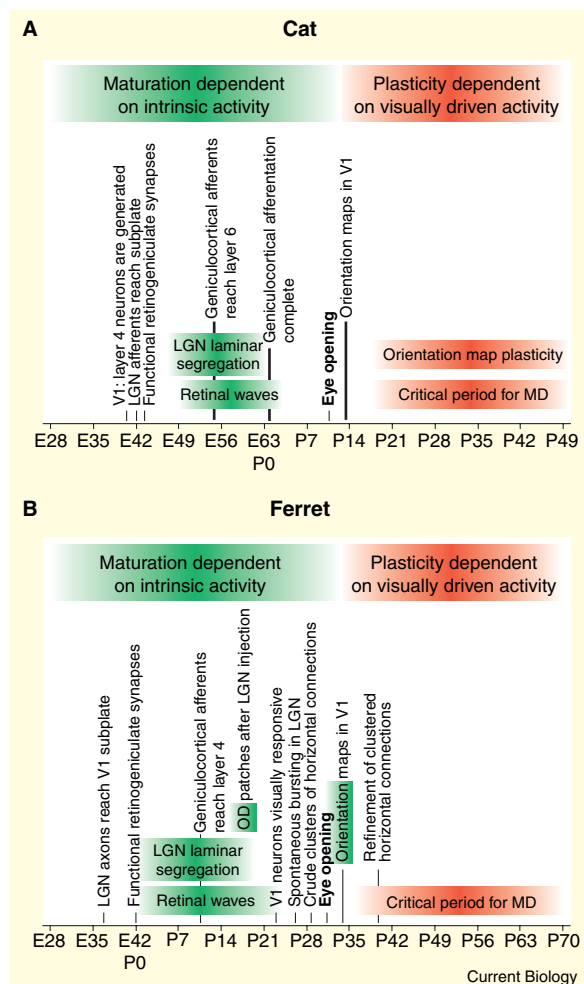 A
Cat
Maturation dependent
on intrinsic activity
Plasticity dependent
on visually driven activity
V1: layer 4 neurons are generated
LGN afferents reach subplate
Functional retinogeniculate synapses
Geniculocortical afferents
reach layer 6
Geniculocortical afferentation
complete
Eye opening
Orientation maps in V1
LGN laminar
segregation
Retinal waves
Orientation map plasticity
Critical period for MD
E28 E35 E42 E49 E56 E63 P7 P14 P21 P28 P35 P42 P49
P0
B
Ferret
Maturation dependent
on intrinsic activity
Plasticity dependent
on visually driven activity
LGN axons reach V1 subplate
Functional retinogeniculate synapses
Geniculocortical afferents
reach layer 4
OD patches after LGN injection
V1 neurons visually responsive
Spontaneous bursting in LGN
Crude clusters of horizontal connections
Eye opening
Orientation maps in V1
Refinement of clustered
horizontal connections
LGN laminar
segregation
Retinal waves
Critical period for MD
E28 E35 E42 P7 P14 P21 P28 P35 P42 P49 P56 P63 P70
P0
Current Biology